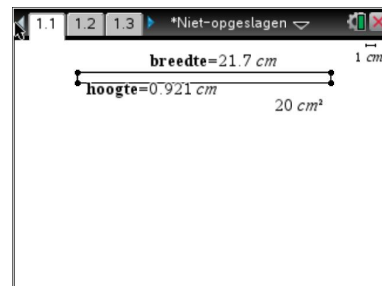 1.1 1.2 1.3 *Niet-opgeslagen
breedte=21.7 cm
1 cm
hoogte=0.921 cm
20 cm²